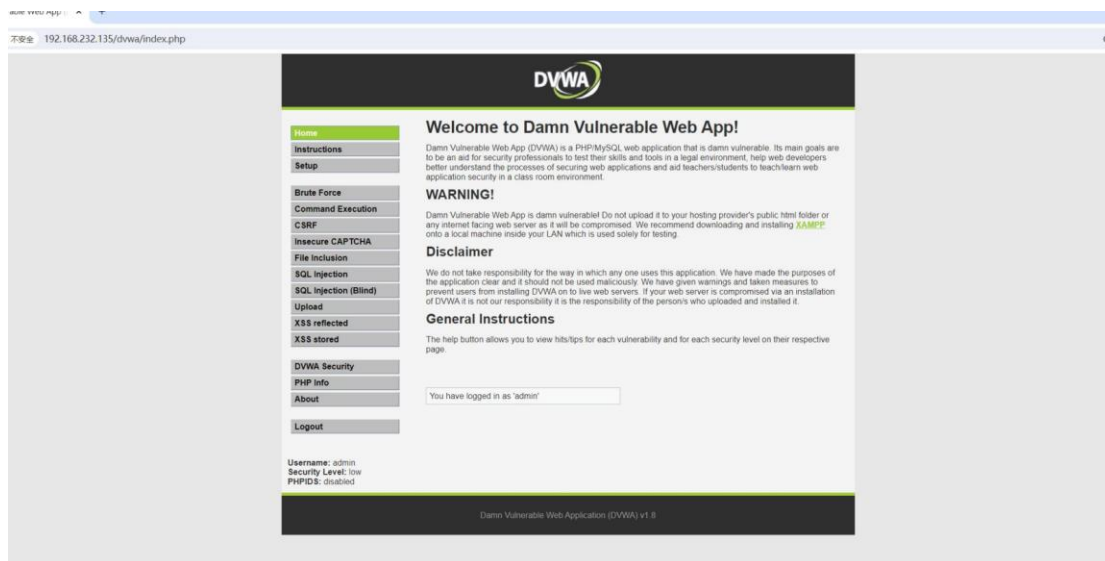 able Web App
不安全 192.168.232.135/dvwa/index.php
DVWA
Home
Instructions
Setup
Brute Force
Command Execution
CSRF
Insecure CAPTCHA
File Inclusion
SQL Injection
SQL Injection (Blind)
Upload
XSS reflected
XSS stored
DVWA Security
PHP Info
About
Logout
Username: admin
Security Level: low
PHPIDS: disabled
Welcome to Damn Vulnerable Web App!
Damn Vulnerable Web App (DVWA) is a PHP/MySQL web application that is damn vulnerable. Its main goals are
to be an aid for security professionals to test their skills and tools in a legal environment, help web developers
better understand the processes of securing web applications and aid teachers/students to teach/learn web
application security in a class room environment.
WARNING!
Damn Vulnerable Web App is damn vulnerable! Do not upload it to your hosting provider's public html folder or
any internet facing web server as it will be compromised. We recommend downloading and installing XAMPP
onto a local machine inside your LAN which is used solely for testing.
Disclaimer
We do not take responsibility for the way in which any one uses this application. We have made the purposes of
the application clear and it should not be used maliciously. We have given warnings and taken measures to
prevent users from installing DVWA on to live web servers. If your web server is compromised via an installation
of DVWA it is not our responsibility it is the responsibility of the person/s who uploaded and installed it.
General Instructions
The help button allows you to view hits/tips for each vulnerability and for each security level on their respective
page.
You have logged in as 'admin'
Damn Vulnerable Web Application (DVWA) v1.8